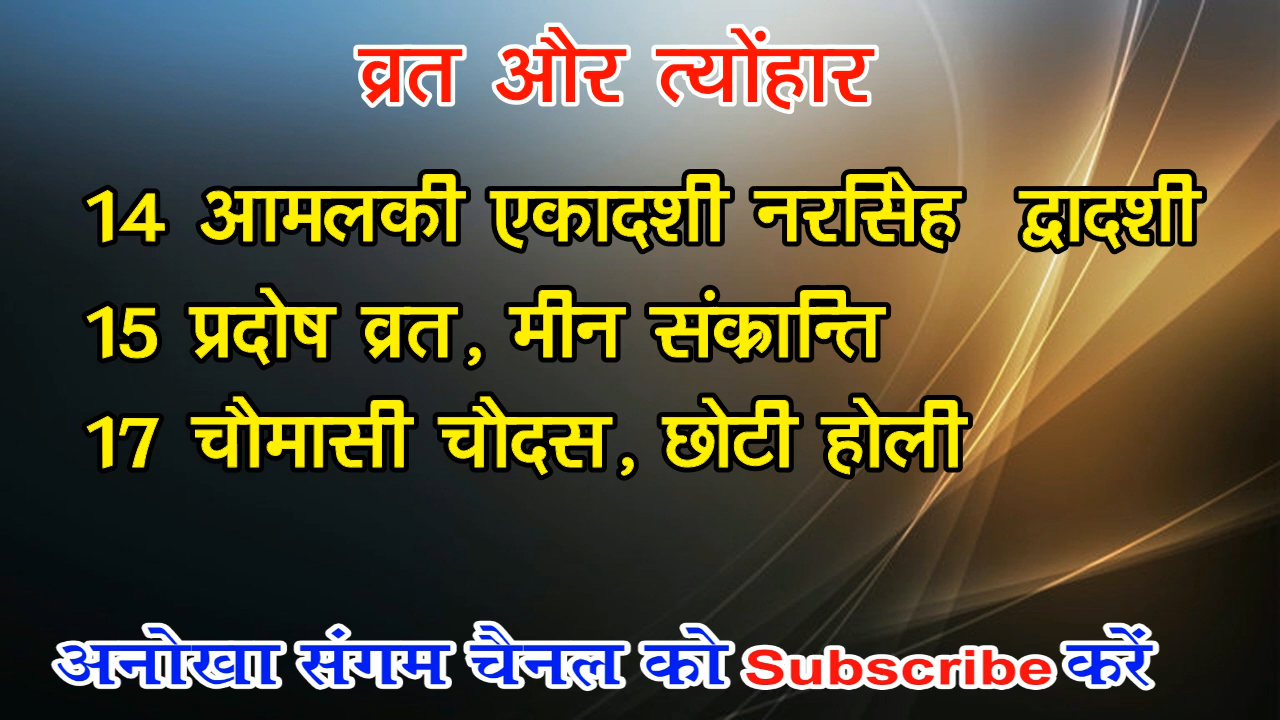 व्रत और त्योंहार
14 आमलकी एकादशी नरसिंह द्वादशी
15 प्रदोष व्रत, मीन संक्रान्ति
17 चौमासी चौदस, छोटी होली
अनोखा संगम चैनल को Subscribe करें